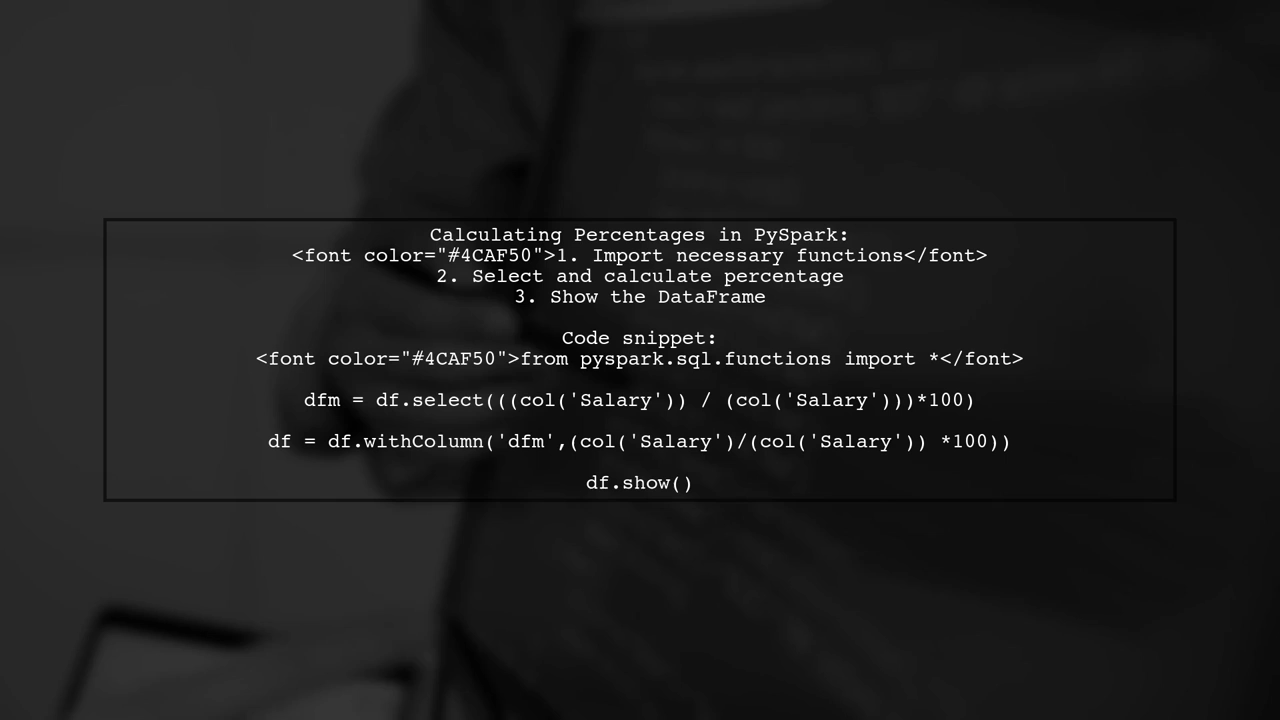 Calculating Percentages in PySpark:
<font color="#4CAF50">1. Import necessary functions</font>
2. Select and calculate percentage
3. Show the DataFrame
Code snippet:
<font color="#4CAF50">from pyspark.sql.functions import *</font>
dfm = df.select(((col('Salary')) / (col('Salary')))*100)
df = df.withColumn('dfm',(col('Salary')/(col('Salary')) *100))
df.show()